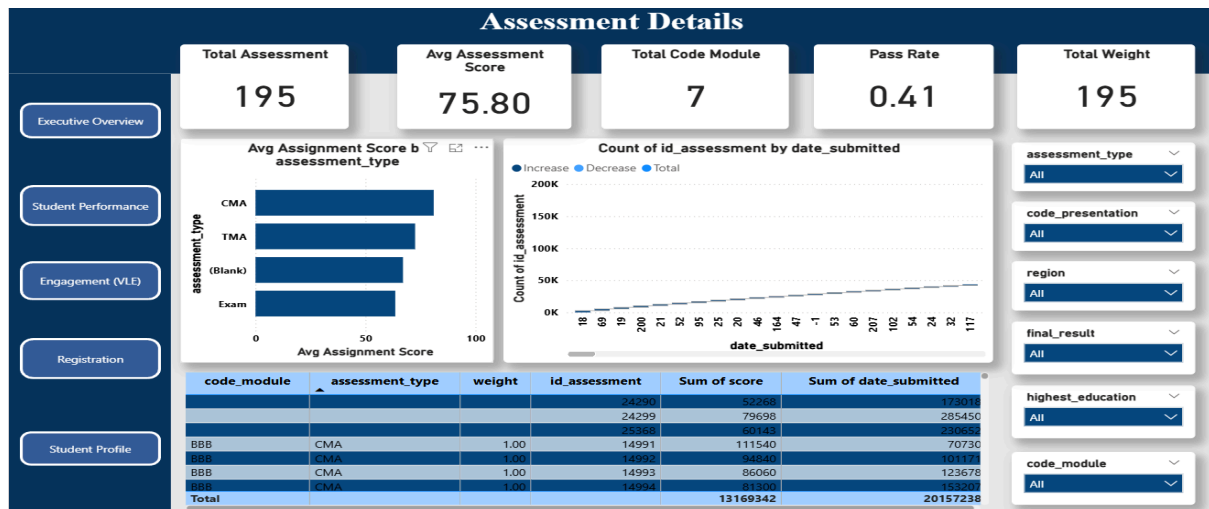 Assessment Details
Total Assessment
195
Avg Assessment
Score
75.80
Total Code Module
7
Pass Rate
0.41
Total Weight
195
Executive Overview
Student Performance
Engagement (VLE)
Registration
Student Profile
Avg Assignment Score b
assessment_type
assessment_type
CMA
TMA
(Blank)
Exam
0
50
100
Avg Assignment Score
Count of id_assessment by date_submitted
Increase Decrease Total
Count of id_assessment
200K
150K
100K
50K
0K
18 69 19 200 21 52 95 25 20 46 164 47 -1 53 60 207 102 54 24 32 117
date_submitted
assessment_type
All
code_presentation
All
region
All
final_result
All
highest_education
All
code_module
All
code_module assessment_type weight id_assessment Sum of score Sum of date_submitted
24290 52268 173018
24299 79698 285450
25368 60143 230652
BBB CMA 1.00 14991 111540 70730
BBB CMA 1.00 14992 94840 101171
BBB CMA 1.00 14993 86060 123678
BBB CMA 1.00 14994 81300 153207
Total 13169342 20157238